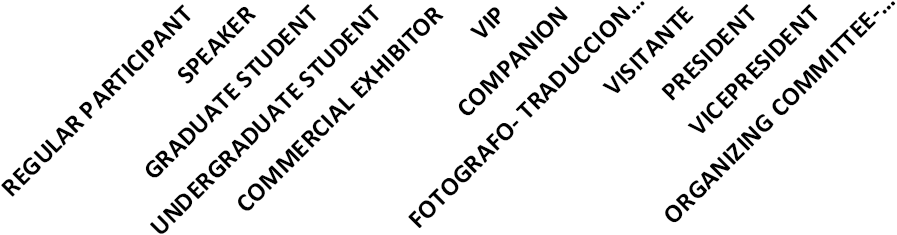 REGULAR PARTICIPANT
SPEAKER
GRADUATE STUDENT
UNDERGRADUATE STUDENT
COMMERCIAL EXHIBITOR
VIP
COMPANION
FOTOGRAFO- TRADUCCION...
VISITANTE
PRESIDENT
VICEPRESIDENT
ORGANIZING COMMITTEE-...